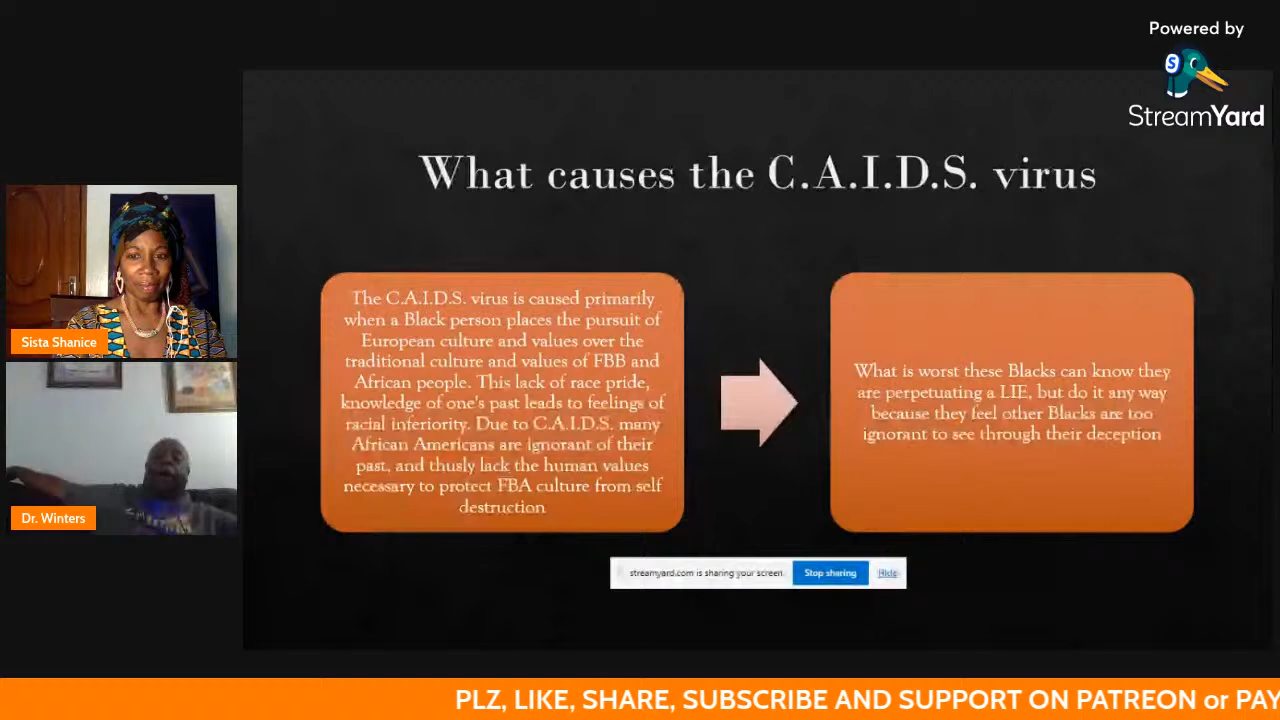 Powered by
StreamYard
What causes the C.A.I.D.S. virus
The C.A.I.D.S. virus is caused primarily
when a Black person places the pursuit of
European culture and values over the
traditional culture and values of FBB and
African people. This lack of race pride,
knowledge of one's past leads to feelings of
racial inferiority. Due to C.A.I.D.S. many
African Americans are ignorant of their
past, and thusly lack the human values
necessary to protect FBA culture from self
destruction
What is worst these Blacks can know they
are perpetuating a LIE, but do it any way
because they feel other Blacks are too
ignorant to see through their deception
Sista Shanice
Dr. Winters
streamyard.com is sharing your screen.
Stop sharing
Hide
PLZ, LIKE, SHARE, SUBSCRIBE AND SUPPORT ON PATREON or PAY